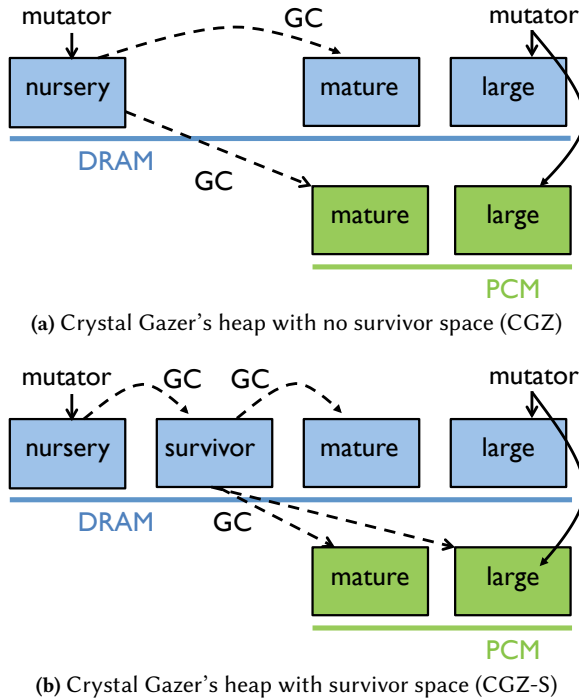 mutator GC mutator
nursery mature large
DRAM
GC
mature large
PCM
(a) Crystal Gazer's heap with no survivor space (CGZ)
mutator GC GC mutator
nursery survivor mature large
DRAM GC
mature large
PCM
(b) Crystal Gazer's heap with survivor space (CGZ-S)